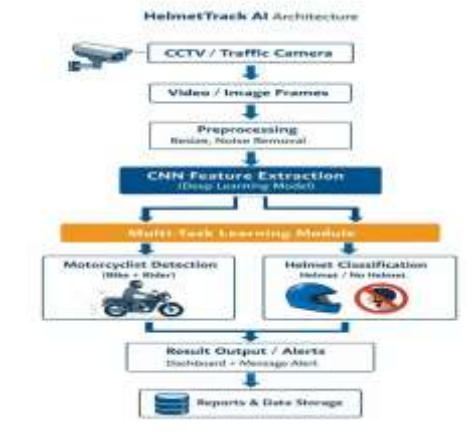 HelmetTrack AI Architecture
CCTV / Traffic Camera
Video / Image Frames
Preprocessing
Resize, Noise Removal
CNN Feature Extraction
(Deep Learning Model)
Multi-Task Learning Module
Motorcyclist Detection
(Bike + Rider)
Helmet Classification
Helmet / No Helmet
Result Output / Alerts
Dashboard + Message Alert
Reports & Data Storage